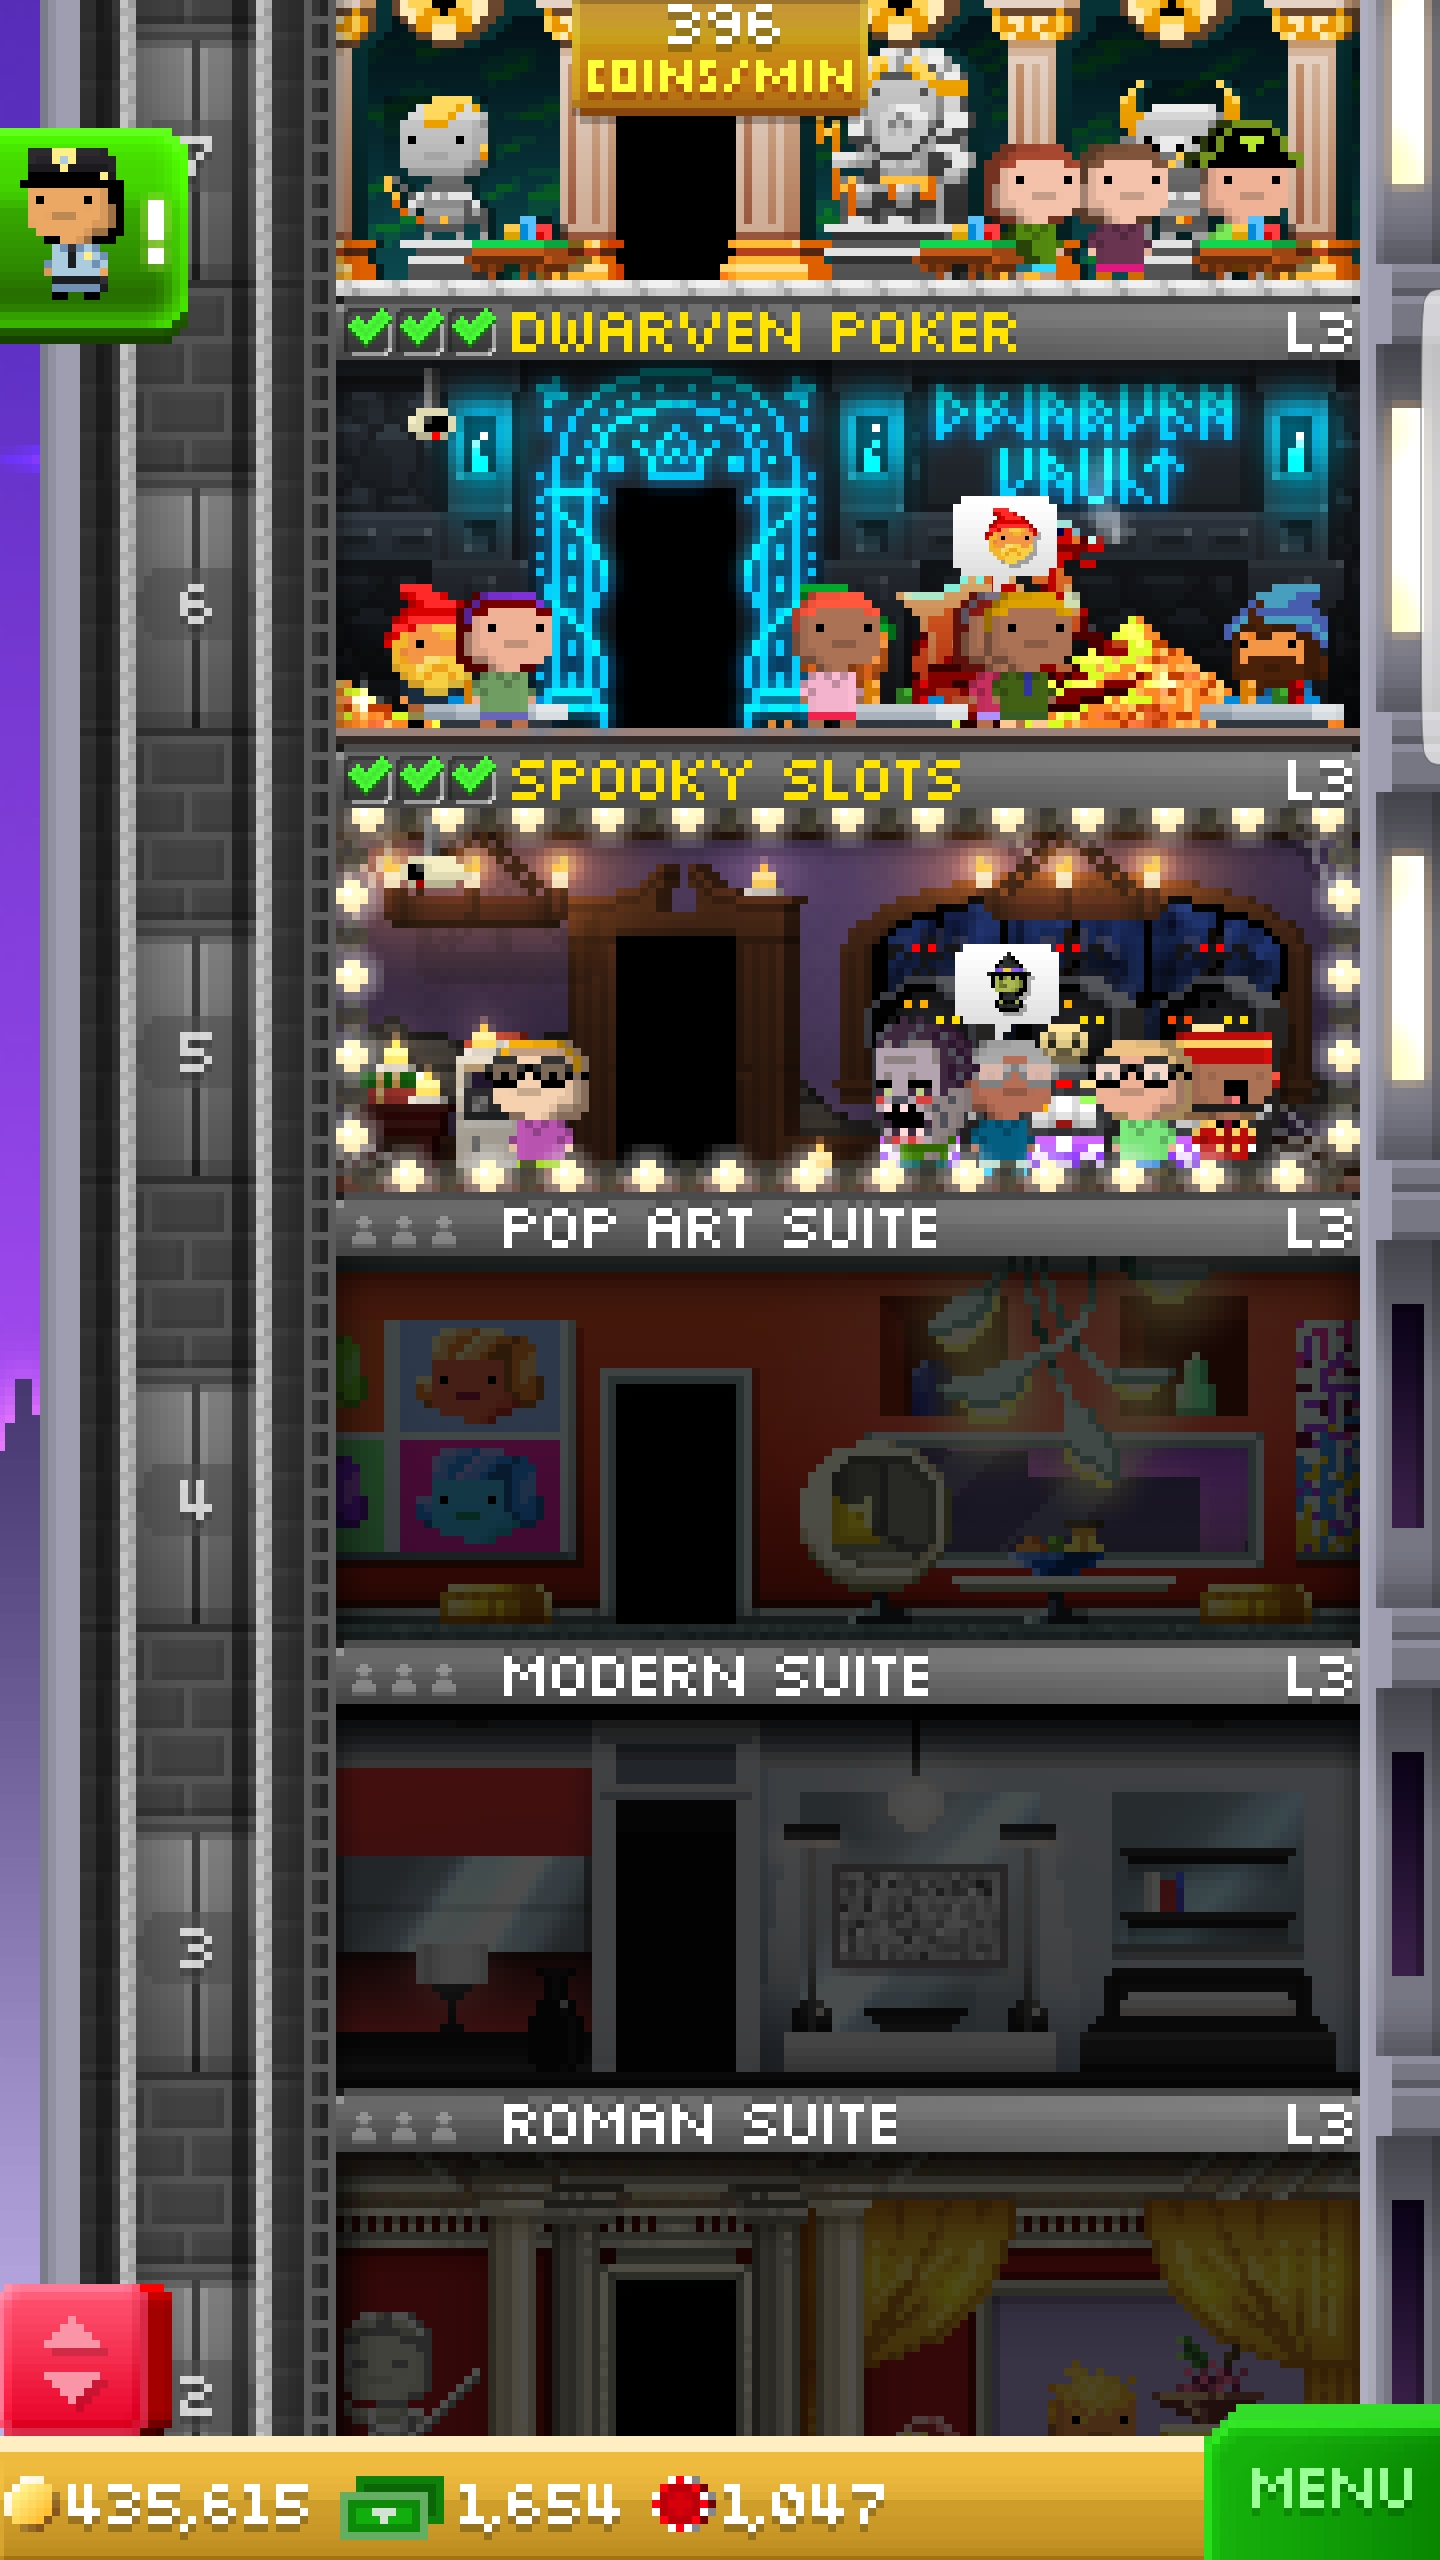 396
COINS/MIN
7
!
DWARVEN POKER L3
DWARVEN
VAULT
6
SPOOKY SLOTS L3
5
POP ART SUITE L3
4
MODERN SUITE L3
3
ROMAN SUITE L3
2
435,615 1,654 1,047
MENU